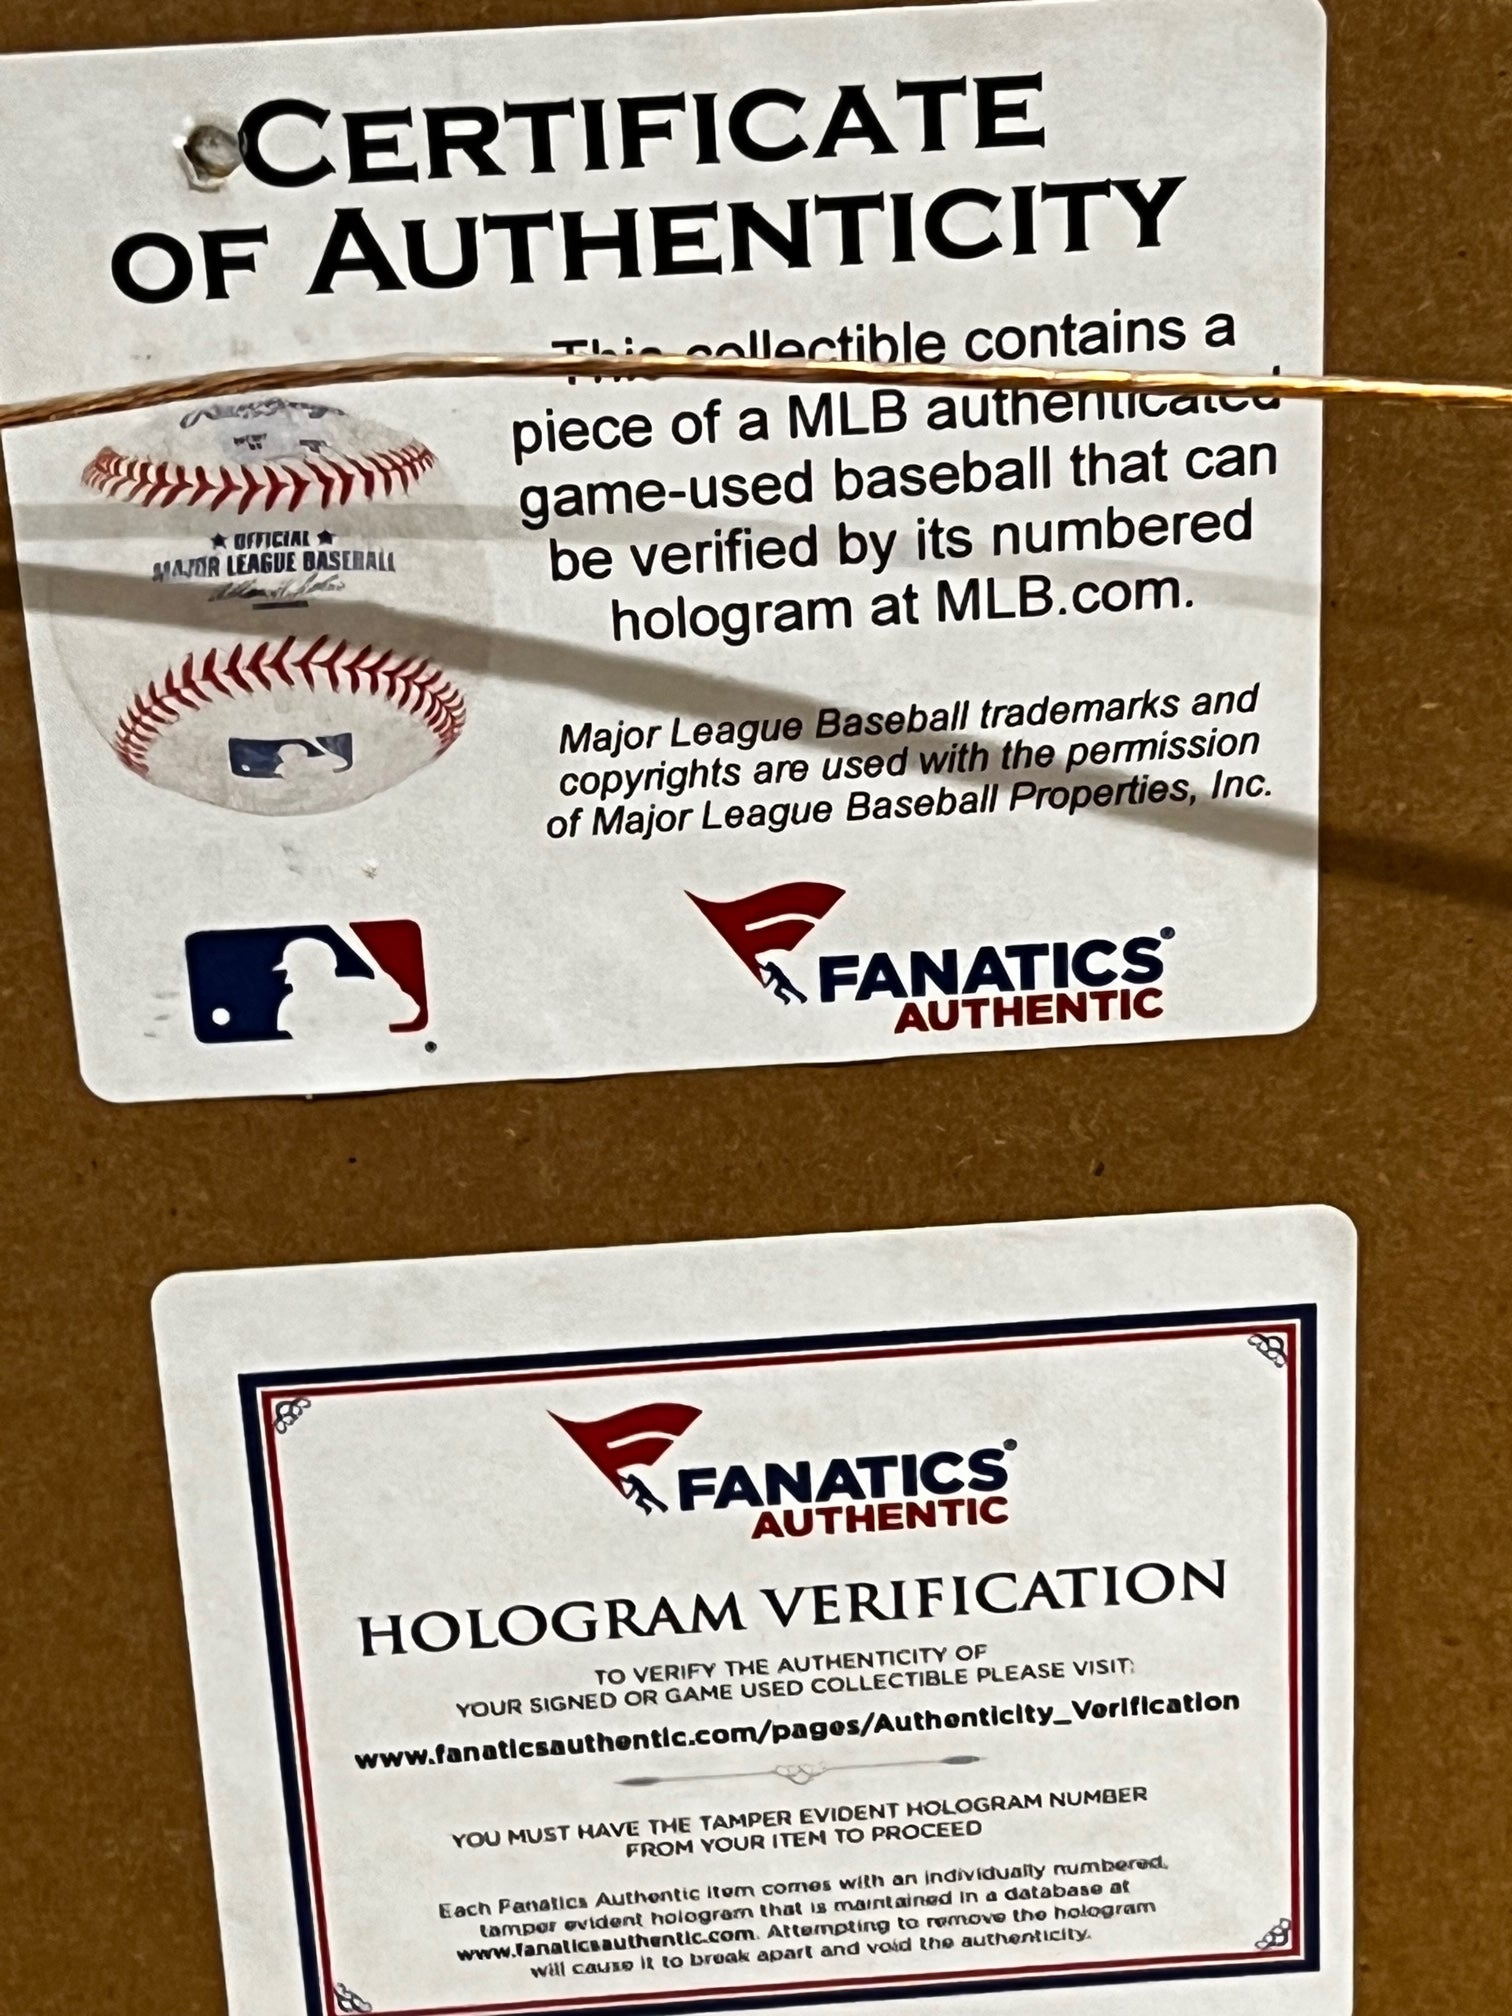 CERTIFICATE
OF AUTHENTICITY
This collectible contains a
piece of a MLB authenticated
game-used baseball that can
be verified by its numbered
hologram at MLB.com.
★ OFFICIAL ★
MAJOR LEAGUE BASEBALL
Major League Baseball trademarks and
copyrights are used with the permission
of Major League Baseball Properties, Inc.
FANATICS
AUTHENTIC
FANATICS
AUTHENTIC
HOLOGRAM VERIFICATION
TO VERIFY THE AUTHENTICITY OF
YOUR SIGNED OR GAME USED COLLECTIBLE PLEASE VISIT:
www.fanaticsauthentic.com/pages/Authenticity_Verification
YOU MUST HAVE THE TAMPER EVIDENT HOLOGRAM NUMBER
FROM YOUR ITEM TO PROCEED
Each Fanatics Authentic item comes with an individually numbered,
tamper evident hologram that is maintained in a database at
www.fanaticsauthentic.com. Attempting to remove the hologram
will cause it to break apart and void the authenticity.